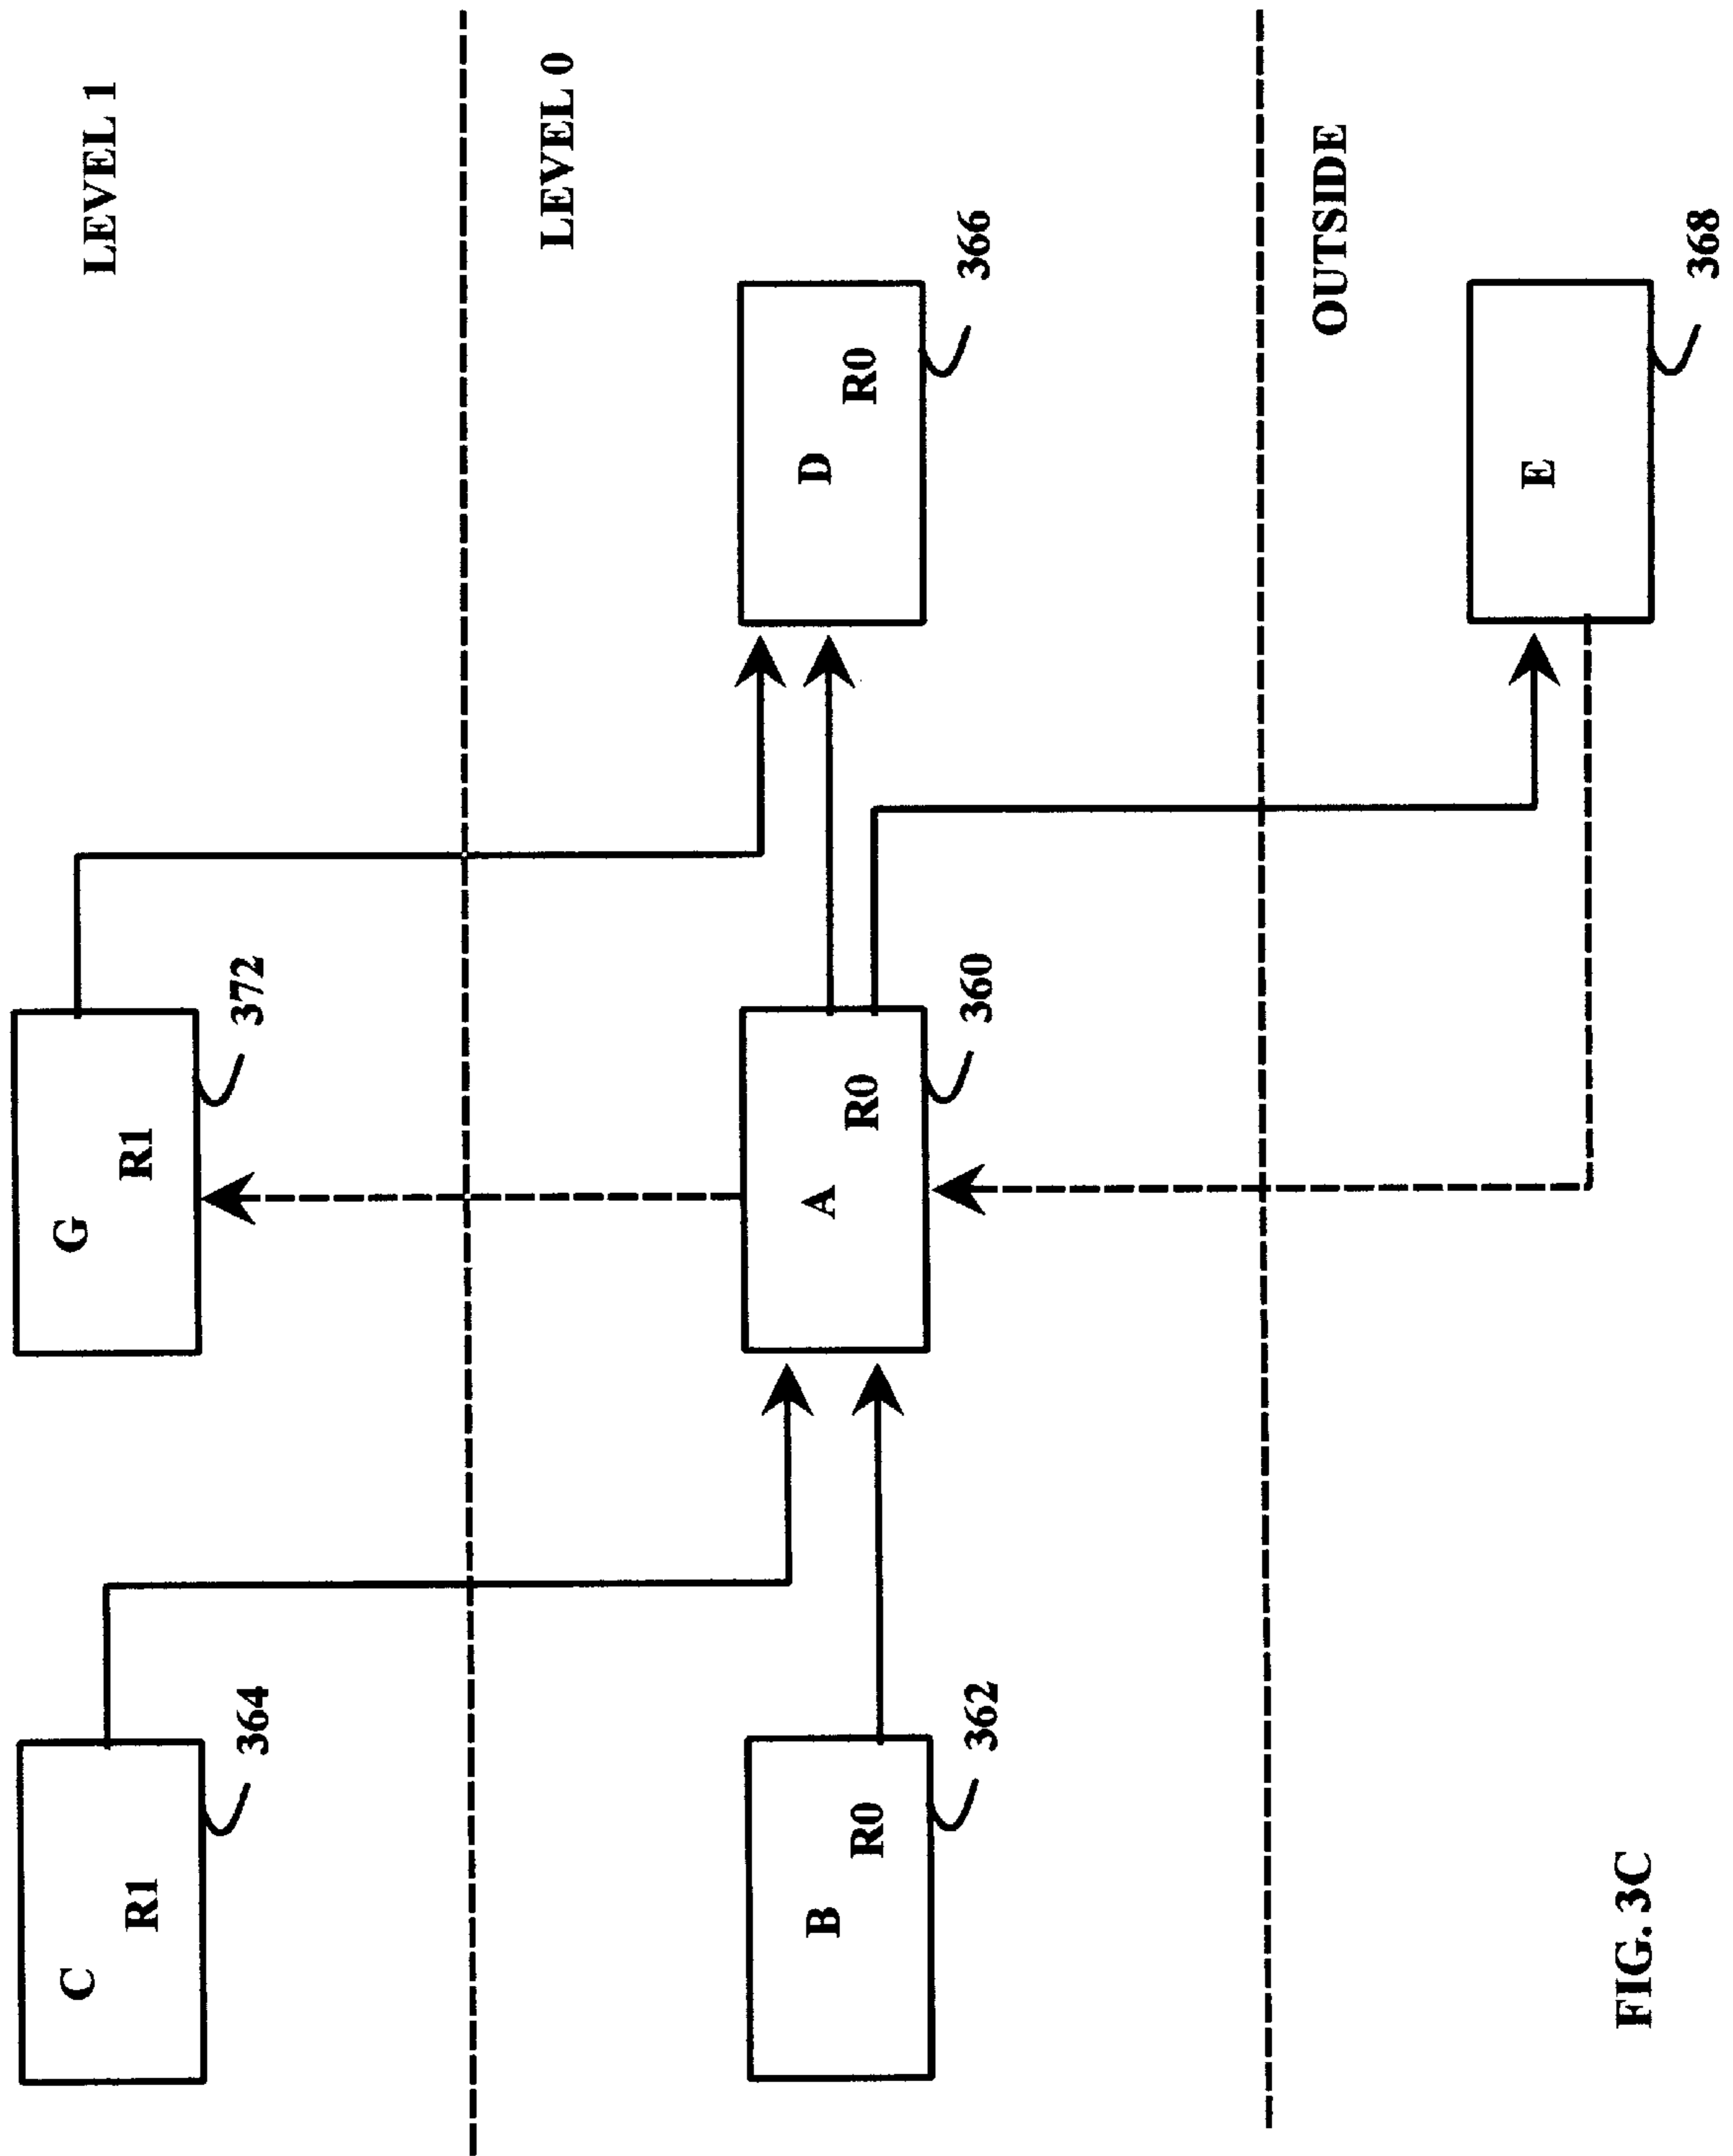 LEVEL 1
C
R1
364
G
R1
372
LEVEL 0
B
R0
362
A
R0
360
D
R0
366
OUTSIDE
E
368
FIG. 3C